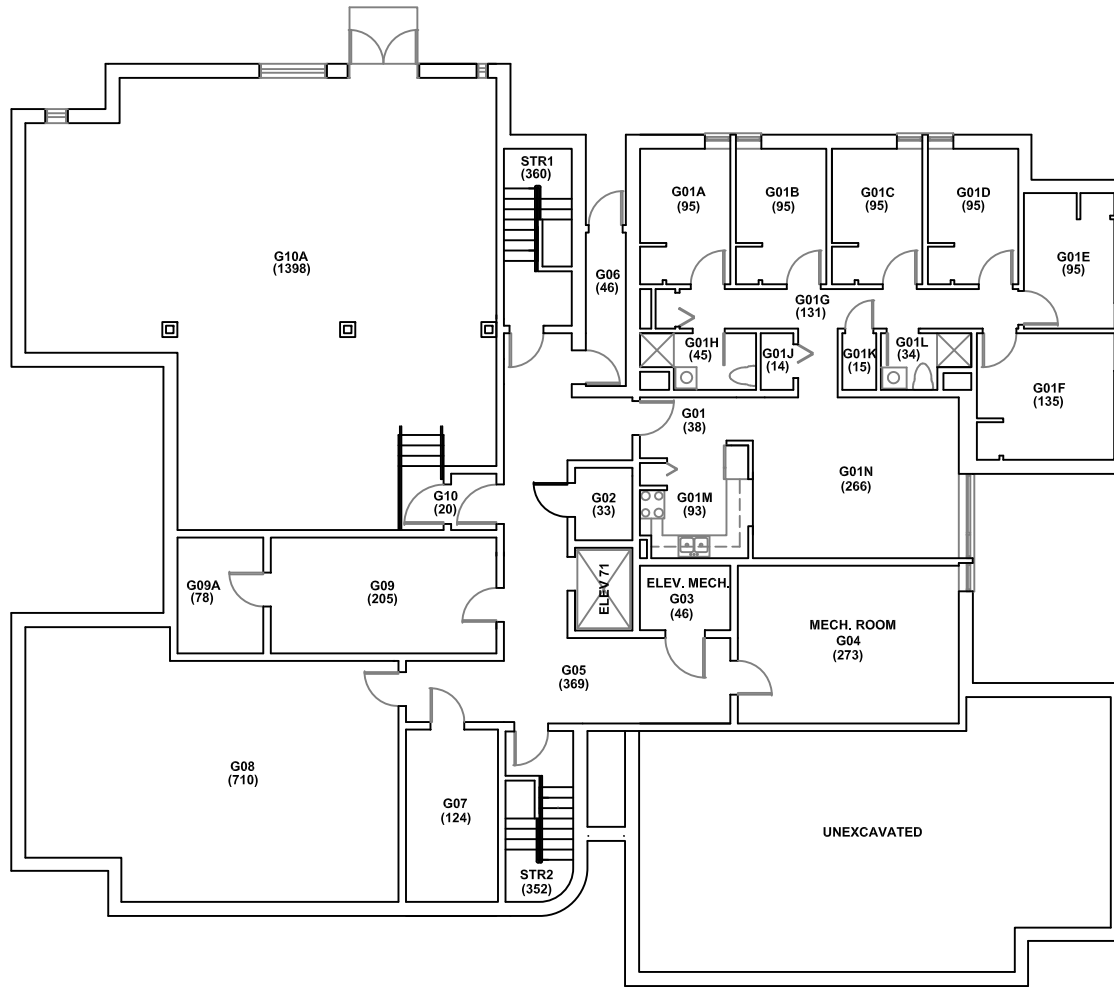 STR1
(360)
G01A
(95)
G01B
(95)
G01C
(95)
G01D
(95)
G10A
(1398)
G06
(46)
G01E
(95)
G01G
(131)
G01H
(45)
G01J
(14)
G01K
(15)
G01L
(34)
G01F
(135)
G01
(38)
G01N
(266)
G10
(20)
G02
(33)
G01M
(93)
G09A
(78)
G09
(205)
ELEV 71
ELEV. MECH.
G03
(46)
MECH. ROOM
G04
(273)
G05
(369)
G08
(710)
G07
(124)
STR2
(352)
UNEXCAVATED